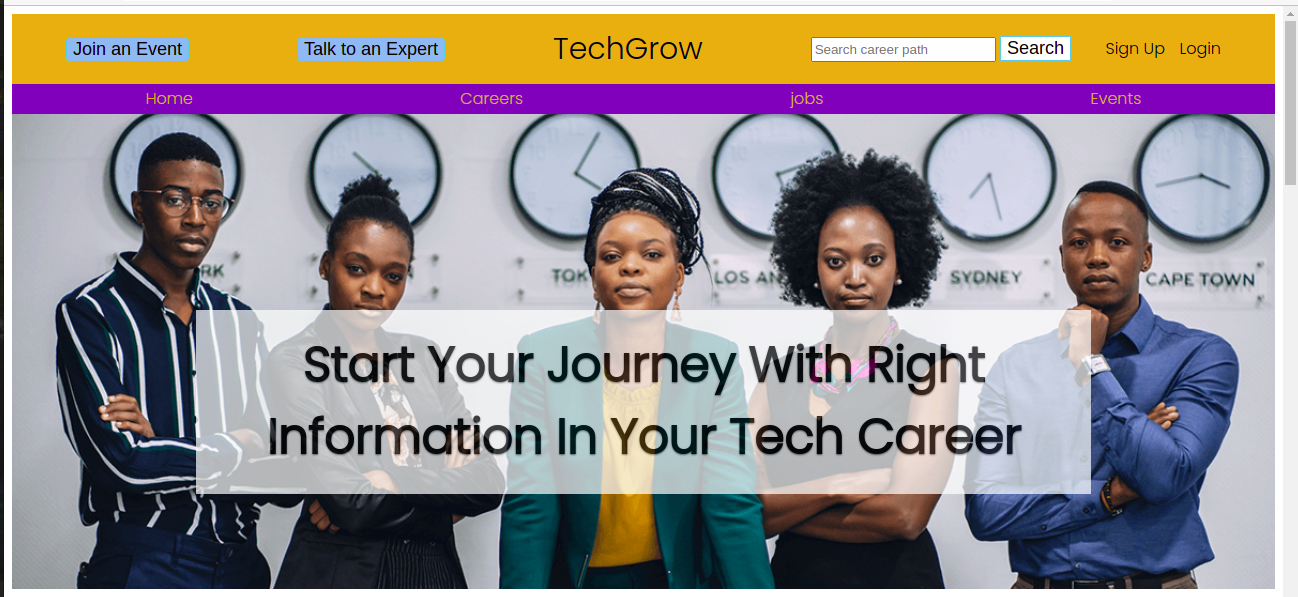 Join an Event
Talk to an Expert
TechGrow
Search career path
Search
Sign Up
Login
Home
Careers
jobs
Events
RK
TOK
LOS AN
SYDNEY
CAPE TOWN
Start Your Journey With Right
Information In Your Tech Career